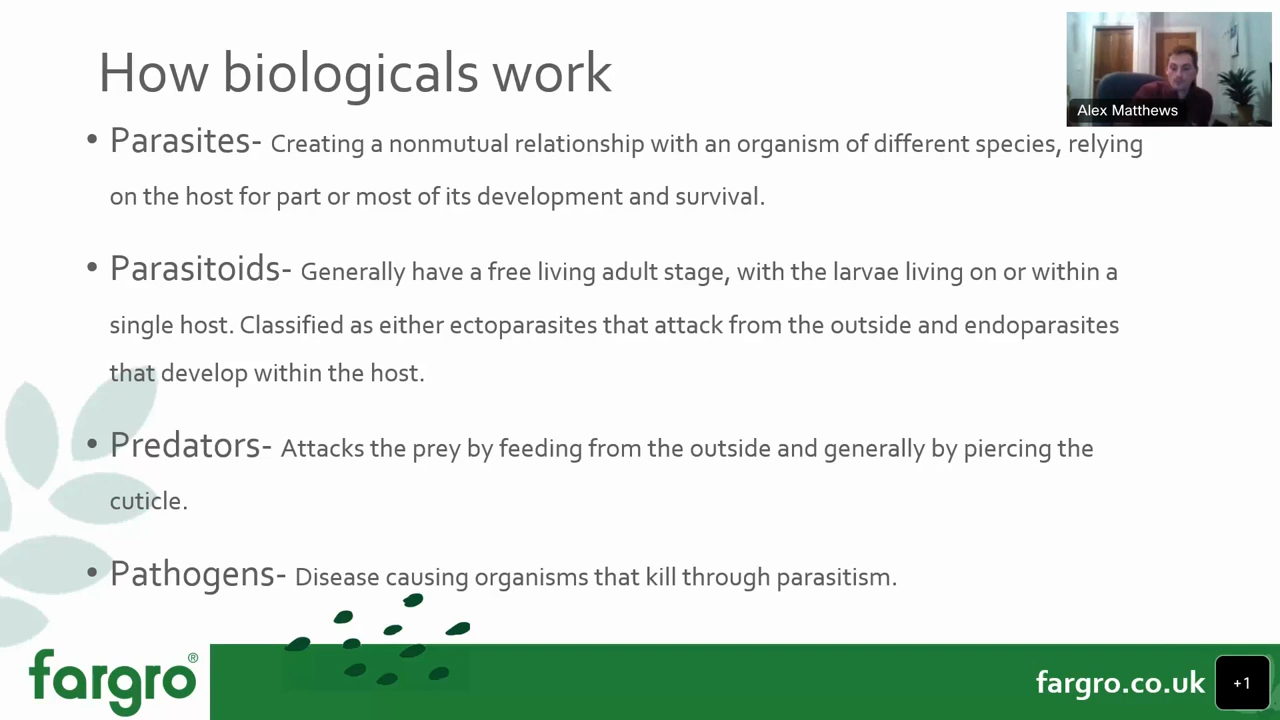 How biologicals work
Alex Matthews
• Parasites- Creating a nonmutual relationship with an organism of different species, relying
on the host for part or most of its development and survival.
• Parasitoids- Generally have a free living adult stage, with the larvae living on or within a
single host. Classified as either ectoparasites that attack from the outside and endoparasites
that develop within the host.
• Predators- Attacks the prey by feeding from the outside and generally by piercing the
cuticle.
• Pathogens- Disease causing organisms that kill through parasitism.
fargro®
fargro.co.uk
+1